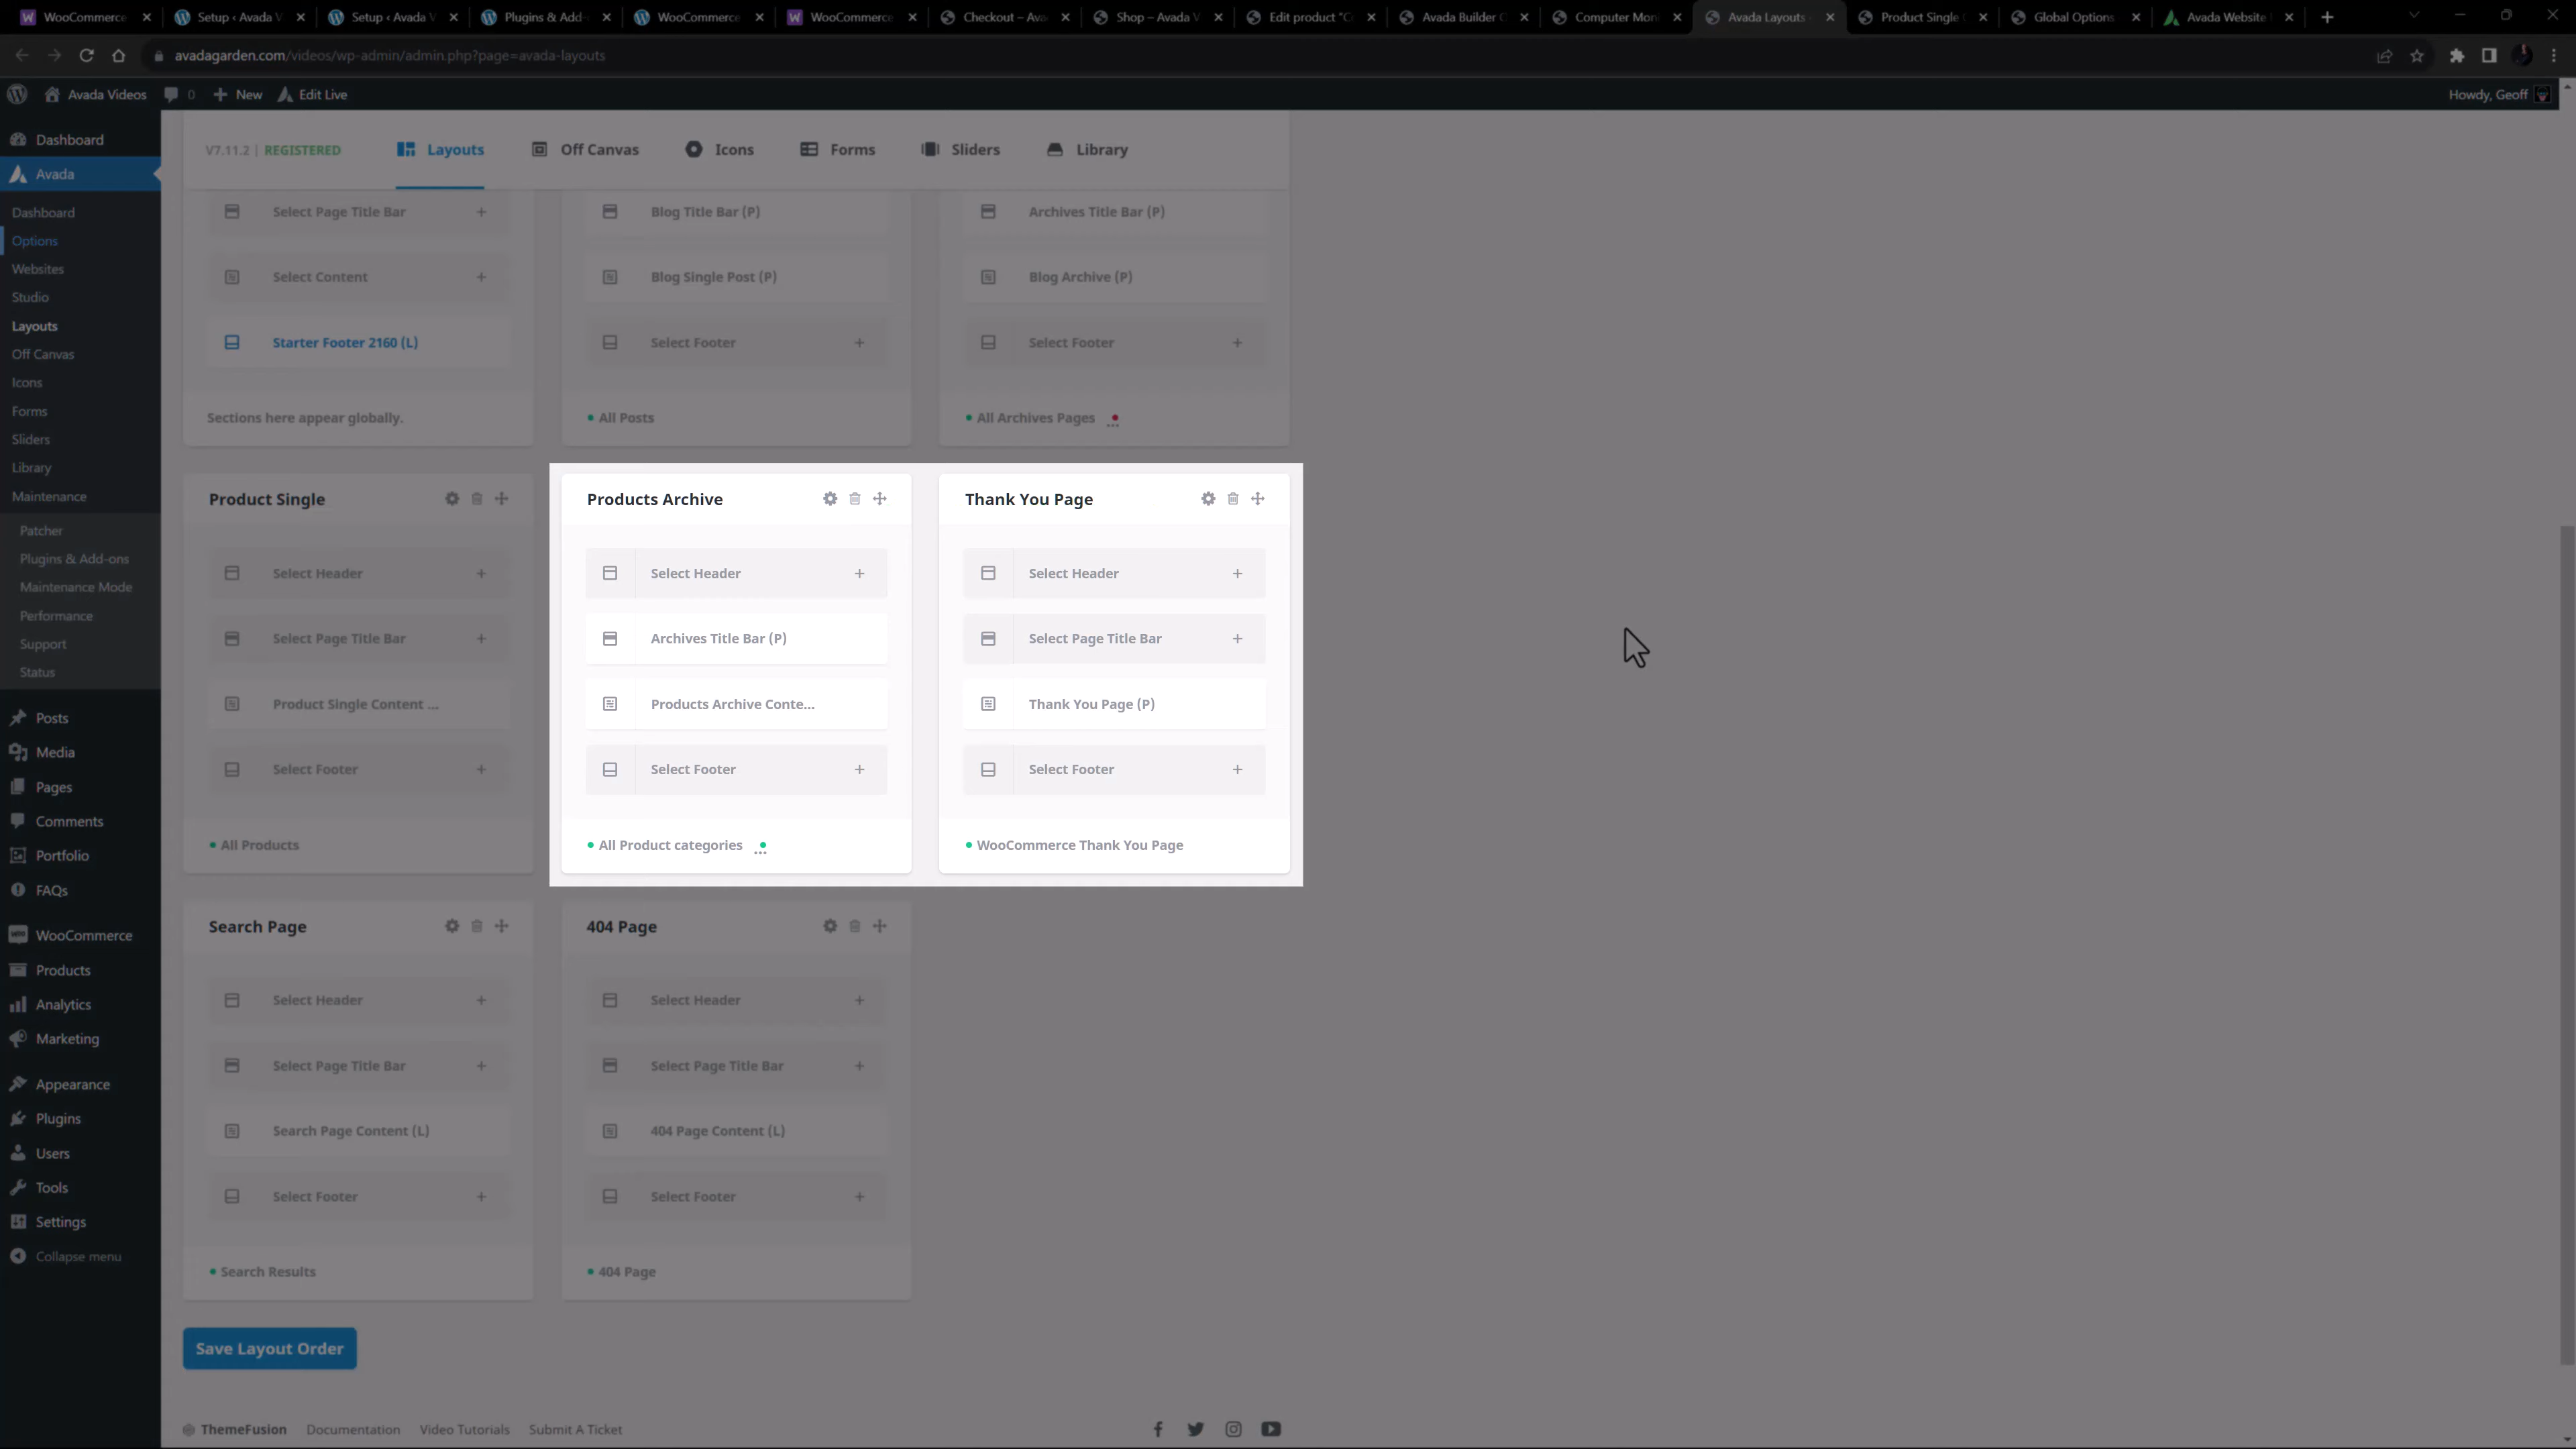 WooCommerce
Setup ‹ Avada V
Setup ‹ Avada V
Plugins & Add-
WooCommerce
WooCommerce
Checkout – Ava
Shop – Avada V
Edit product "C
Avada Builder C
Computer Mon
Avada Layouts
Product Single
Global Options
Avada Website
avadagarden.com/videos/wp-admin/admin.php?page=avada-layouts
Avada Videos
0
New
Edit Live
Howdy, Geoff
Dashboard
Avada
Dashboard
Options
Websites
Studio
Layouts
Off Canvas
Icons
Forms
Sliders
Library
Maintenance
Patcher
Plugins & Add-ons
Maintenance Mode
Performance
Support
Status
Posts
Media
Pages
Comments
Portfolio
FAQs
WooCommerce
Products
Analytics
Marketing
Appearance
Plugins
Users
Tools
Settings
Collapse menu
V7.11.2 | REGISTERED
Layouts
Off Canvas
Icons
Forms
Sliders
Library
Select Page Title Bar
Select Content
Starter Footer 2160 (L)
Sections here appear globally.
Blog Title Bar (P)
Blog Single Post (P)
Select Footer
All Posts
Archives Title Bar (P)
Blog Archive (P)
Select Footer
All Archives Pages
Product Single
Select Header
Select Page Title Bar
Product Single Content ...
Select Footer
All Products
Products Archive
Select Header
Archives Title Bar (P)
Products Archive Conte...
Select Footer
All Product categories
Thank You Page
Select Header
Select Page Title Bar
Thank You Page (P)
Select Footer
WooCommerce Thank You Page
Search Page
Select Header
Select Page Title Bar
Search Page Content (L)
Select Footer
Search Results
404 Page
Select Header
Select Page Title Bar
404 Page Content (L)
Select Footer
404 Page
Save Layout Order
ThemeFusion
Documentation
Video Tutorials
Submit A Ticket